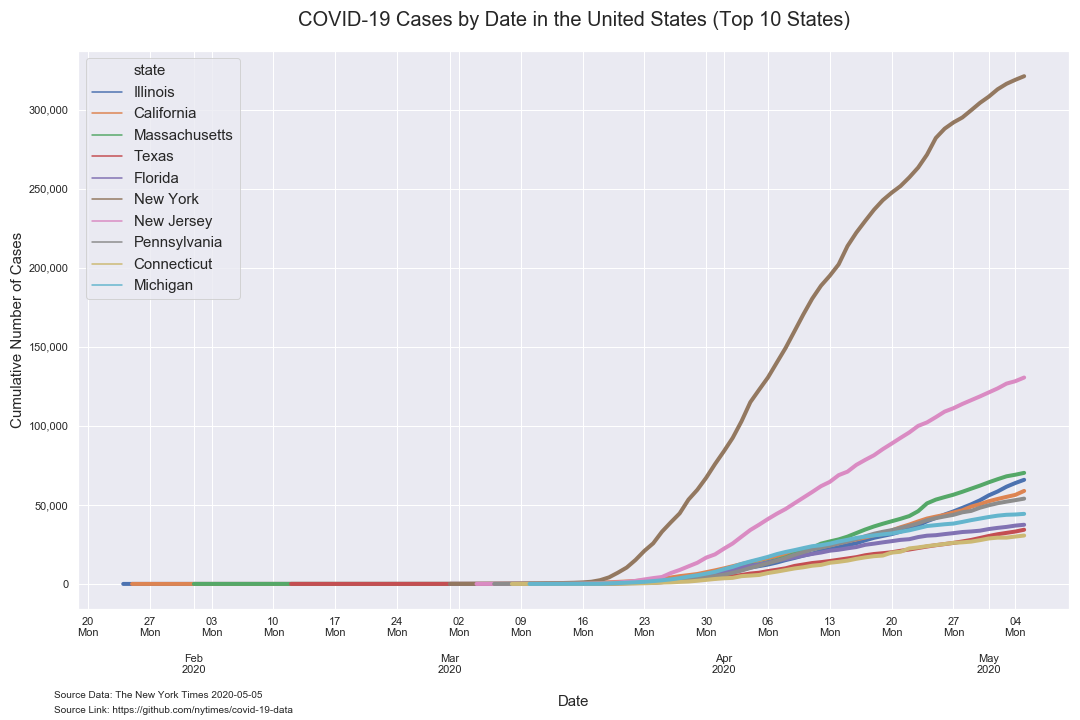 COVID-19 Cases by Date in the United States (Top 10 States)
state
Illinois
California
Massachusetts
Texas
Florida
New York
New Jersey
Pennsylvania
Connecticut
Michigan
Cumulative Number of Cases
300,000
250,000
200,000
150,000
100,000
50,000
0
20 27 03 10 17 24 02 09 16 23 30 06 13 20 27 04
Mon Mon Mon Mon Mon Mon Mon Mon Mon Mon Mon Mon Mon Mon Mon Mon
Feb Mar Apr May
2020 2020 2020 2020
Date
Source Data: The New York Times 2020-05-05
Source Link: https://github.com/nytimes/covid-19-data